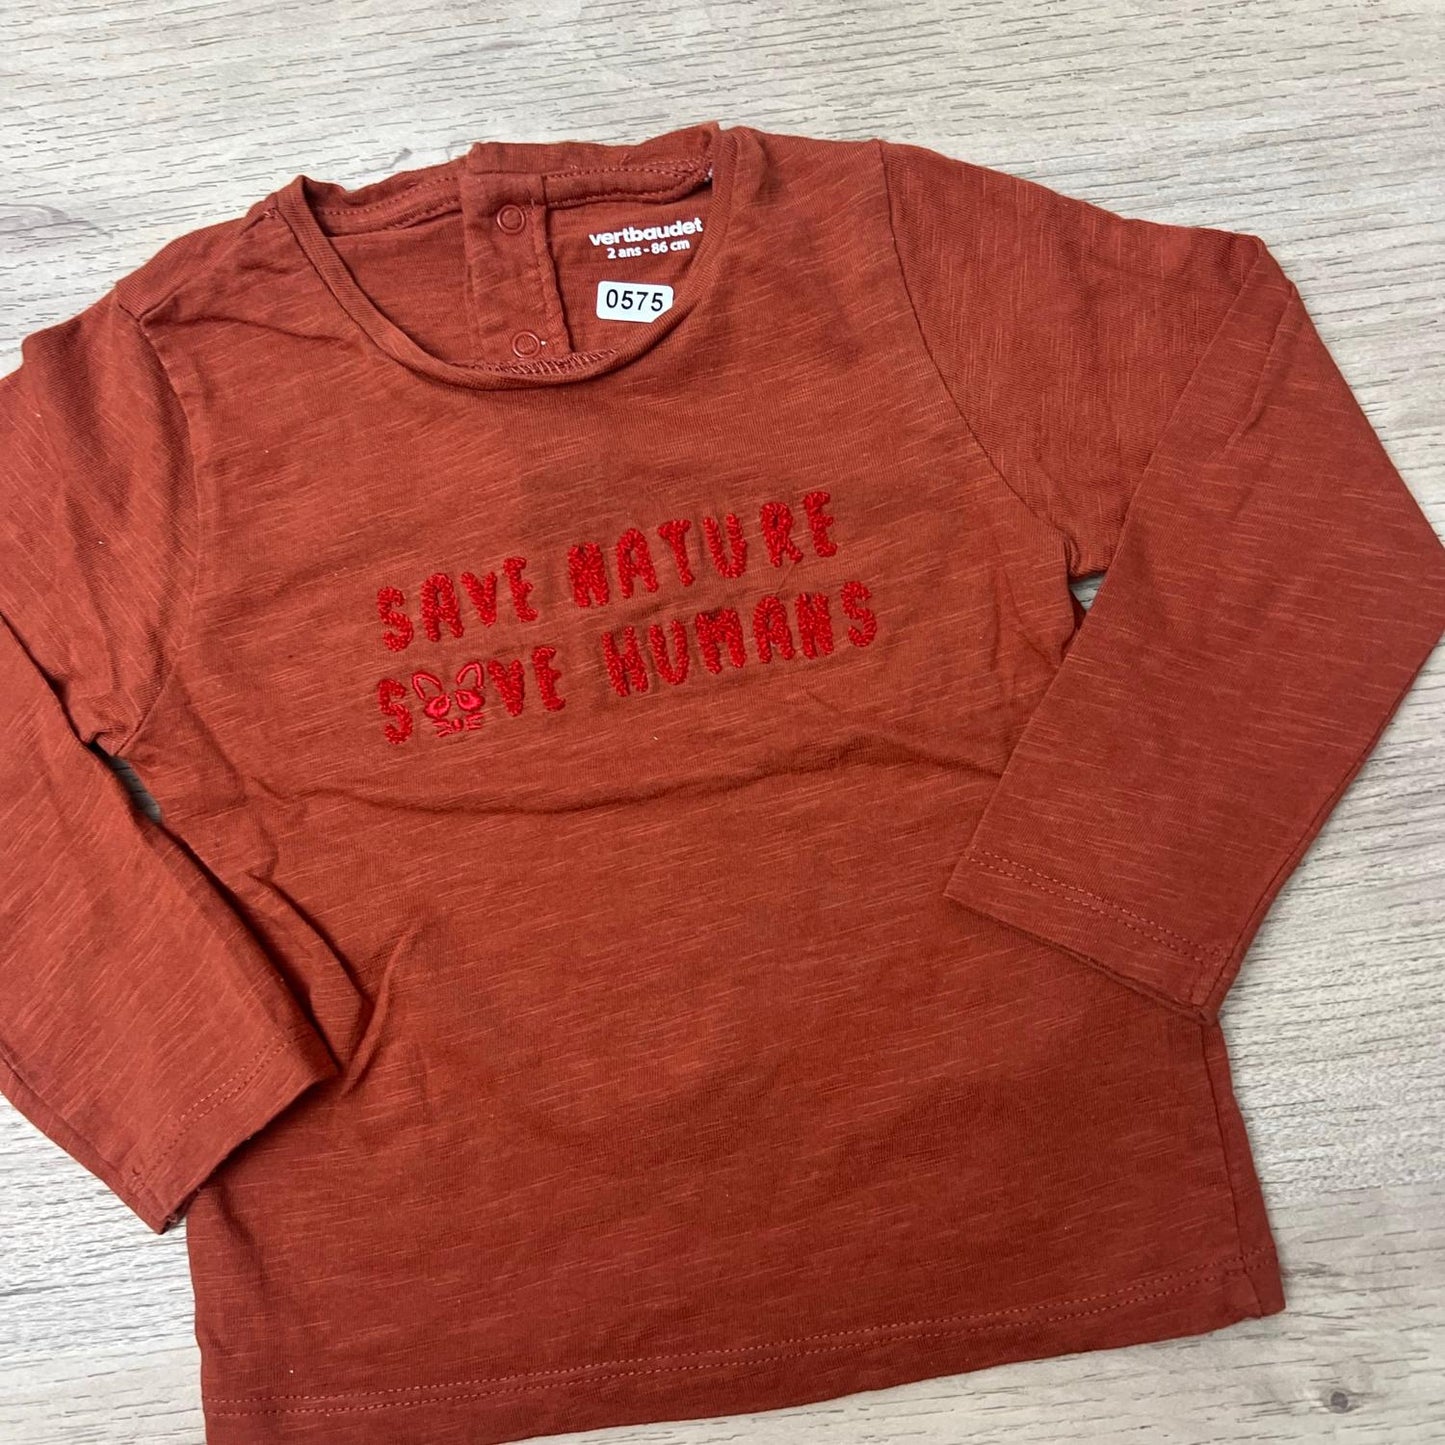 vertbaudet
2 ans - 86 cm
0575
SAVE NATURE
SAVE HUMANS